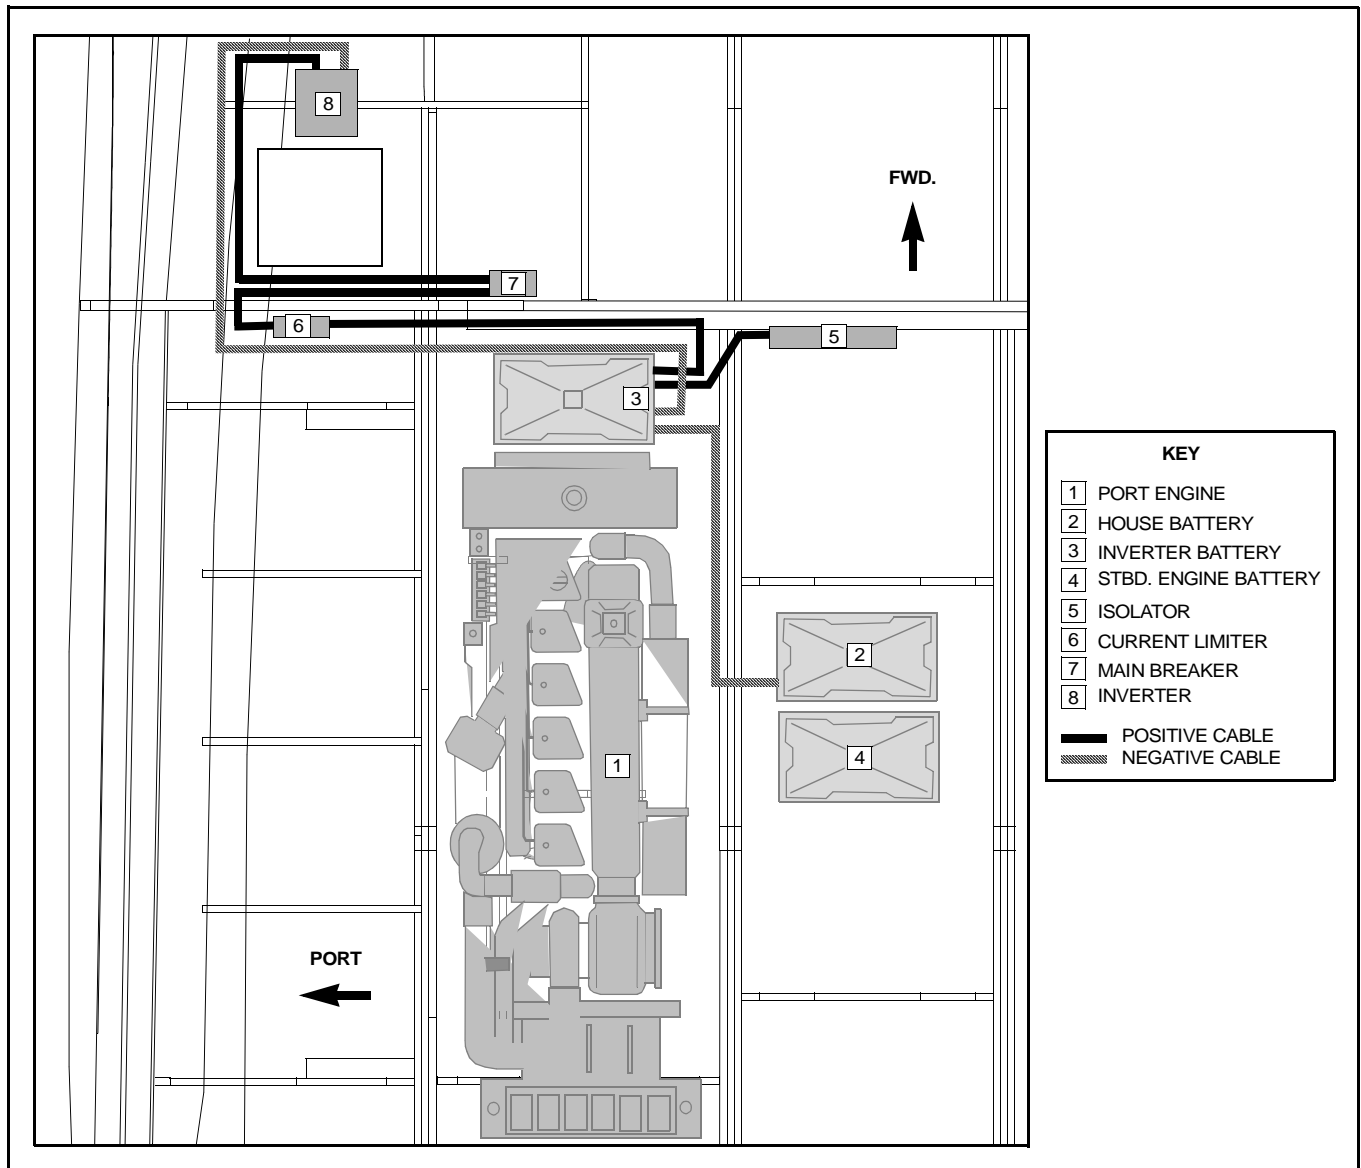 8
FWD.
7
6
5
3
KEY
1 PORT ENGINE
2 HOUSE BATTERY
3 INVERTER BATTERY
4 STBD. ENGINE BATTERY
5 ISOLATOR
6 CURRENT LIMITER
7 MAIN BREAKER
8 INVERTER
POSITIVE CABLE
NEGATIVE CABLE
2
4
1
PORT